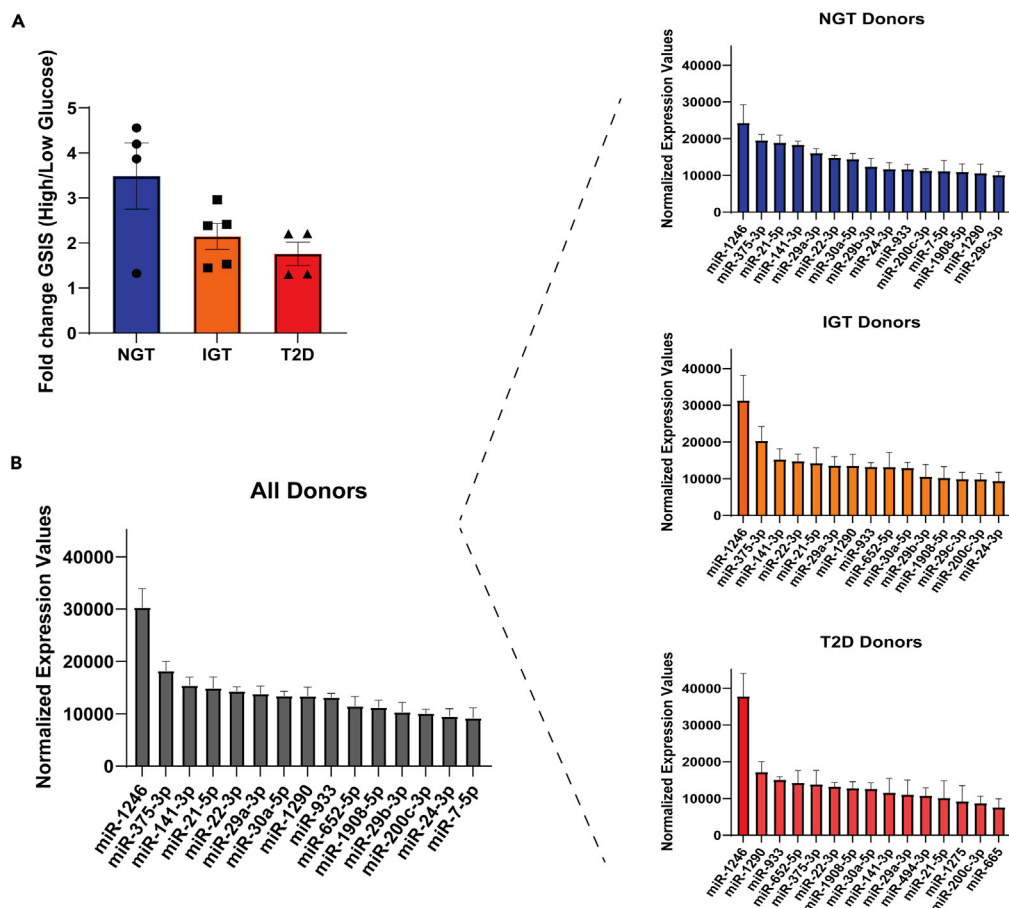 A
Fold change GSIS (High/Low Glucose)
5
4
3
2
1
0
NGT
IGT
T2D
B
All Donors
Normalized Expression Values
40000
30000
20000
10000
0
miR-1246
miR-375-3p
miR-141-3p
miR-21-5p
miR-22-3p
miR-29a-3p
miR-30a-5p
miR-1290
miR-933
miR-652-5p
miR-1908-5p
miR-29b-3p
miR-200c-3p
miR-24-3p
miR-7-5p
NGT Donors
Normalized Expression Values
40000
30000
20000
10000
0
miR-1246
miR-375-3p
miR-21-5p
miR-141-3p
miR-29a-3p
miR-22-3p
miR-30a-5p
miR-29b-3p
miR-24-3p
miR-933
miR-200c-3p
miR-7-5p
miR-1908-5p
miR-1290
miR-29c-3p
IGT Donors
Normalized Expression Values
40000
30000
20000
10000
0
miR-1246
miR-375-3p
miR-141-3p
miR-22-3p
miR-21-5p
miR-29a-3p
miR-1290
miR-933
miR-652-5p
miR-30a-5p
miR-29b-3p
miR-1908-5p
miR-29c-3p
miR-200c-3p
miR-24-3p
T2D Donors
Normalized Expression Values
40000
30000
20000
10000
0
miR-1246
miR-1290
miR-933
miR-652-5p
miR-375-3p
miR-22-3p
miR-1908-5p
miR-30a-5p
miR-141-3p
miR-29a-3p
miR-494-3p
miR-21-5p
miR-1275
miR-200c-3p
miR-665